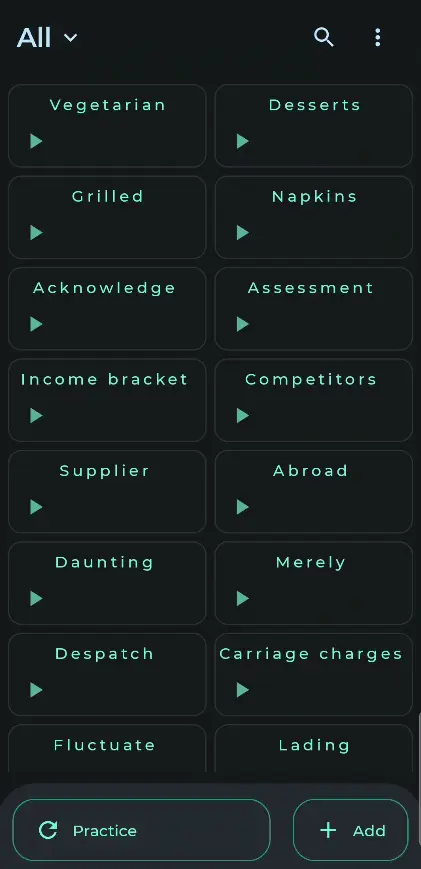 All
Vegetarian
Desserts
Grilled
Napkins
Acknowledge
Assessment
Income bracket
Competitors
Supplier
Abroad
Daunting
Merely
Despatch
Carriage charges
Fluctuate
Lading
Practice
Add